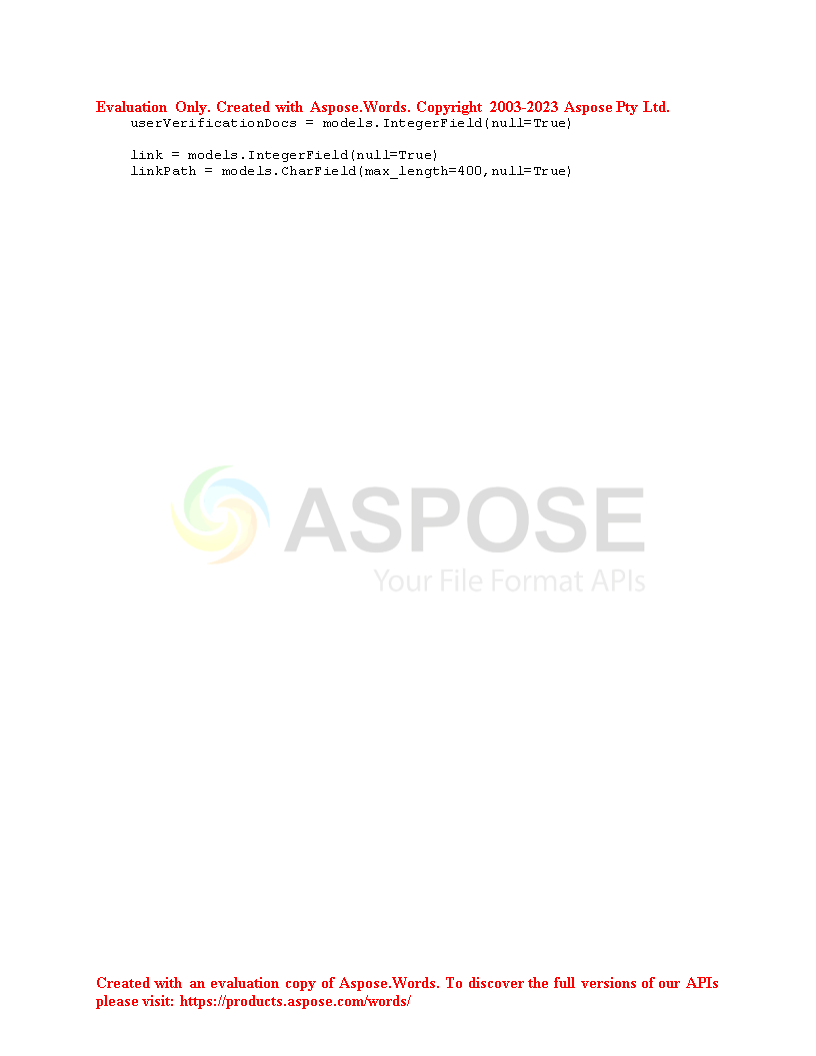 Evaluation Only. Created with Aspose.Words. Copyright 2003-2023 Aspose Pty Ltd.
userVerificationDocs = models.IntegerField(null=True)
link = models.IntegerField(null=True)
linkPath = models.CharField(max_length=400,null=True)
ASPOSE
Your File Format APIs
Created with an evaluation copy of Aspose.Words. To discover the full versions of our APIs
please visit: https://products.aspose.com/words/